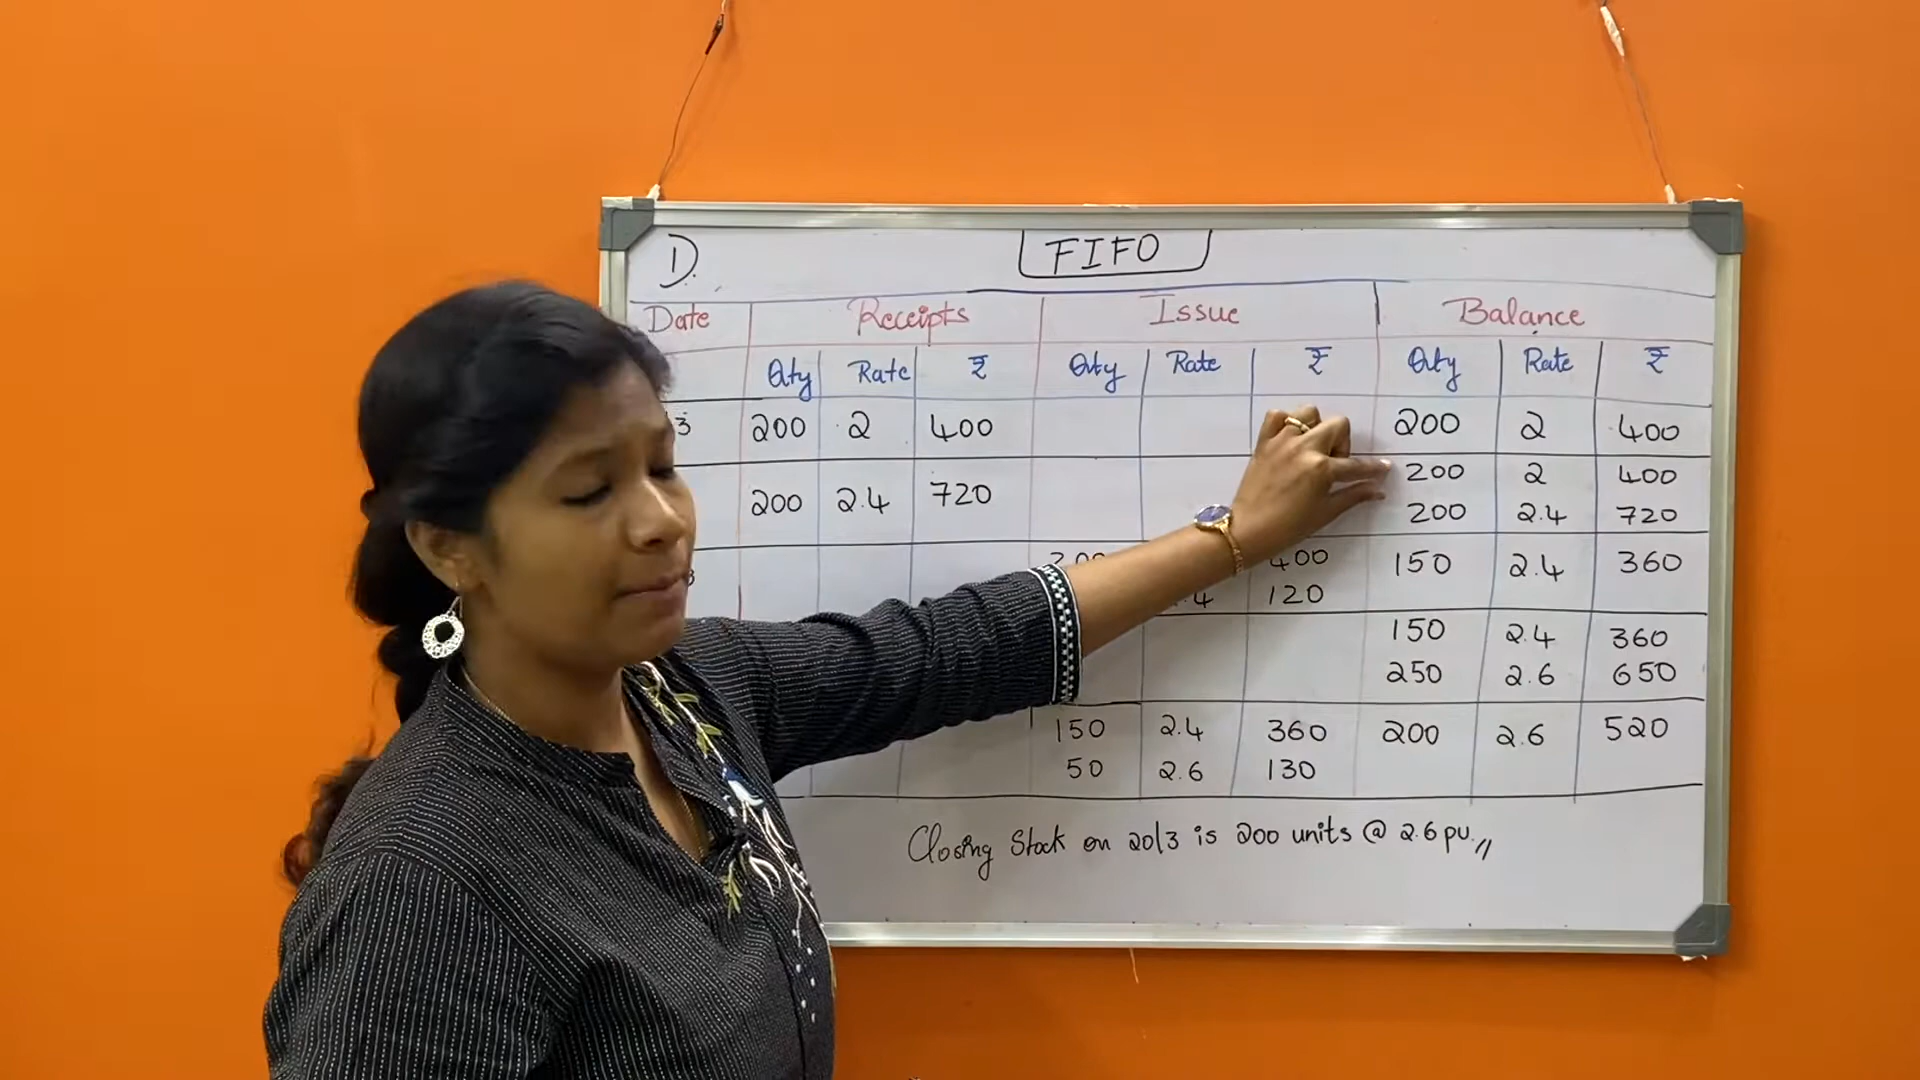 1). FIFO
Date Receipts Issue Balance
Qty Rate ₹ Qty Rate ₹ Qty Rate ₹
3 200 2 400 200 2 400
200 2 400
200 2.4 720 200 2.4 720
400 150 2.4 360
120
150 2.4 360
250 2.6 650
150 2.4 360 200 2.6 520
50 2.6 130
Closing Stock on 20/3 is 200 units @ 2.6 pu.//